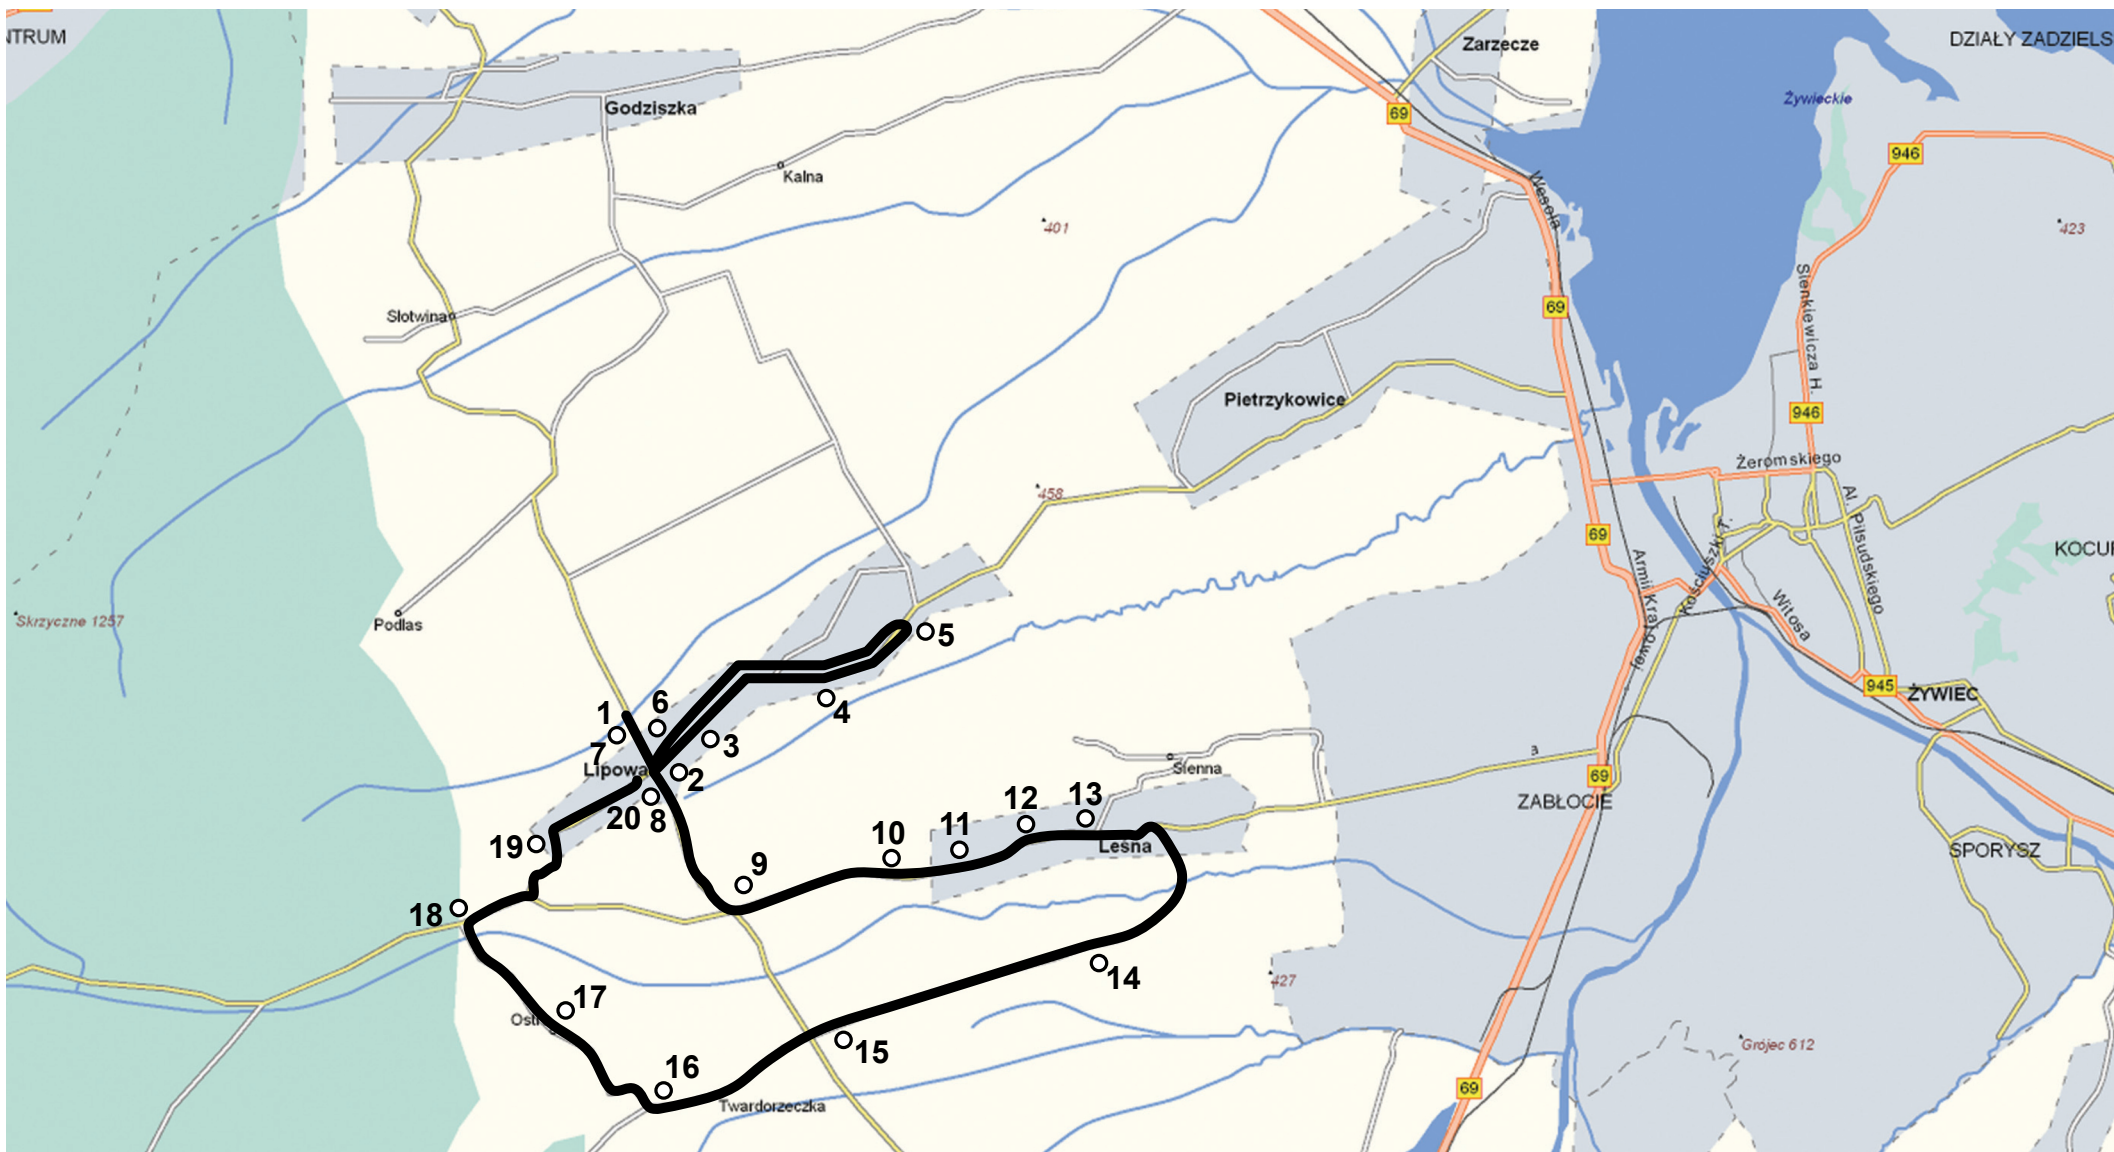 NTRUM
DZIAŁY ZADZIELS
Zarzecze
Żywieckie
Godziszka
69
946
Kalna
Wesoła
401
423
Sienkiewicza H.
Słotwina
69
Pietrzykowice
946
Żeromskiego
458
Al. Piłsudskiego
69
Kościuszki T.
KOCUR
Armii Krajowej
Witosa
Skrzyczne 1257
Podlas
5
945
ŻYWIEC
1
6
4
7
3
Lipowa
2
Sienna
a
69
ZABŁOCIE
20
8
12
13
19
10
11
Leśna
SPORYSZ
9
18
14
427
17
15
Grójec 612
16
69
Twardorzeczka